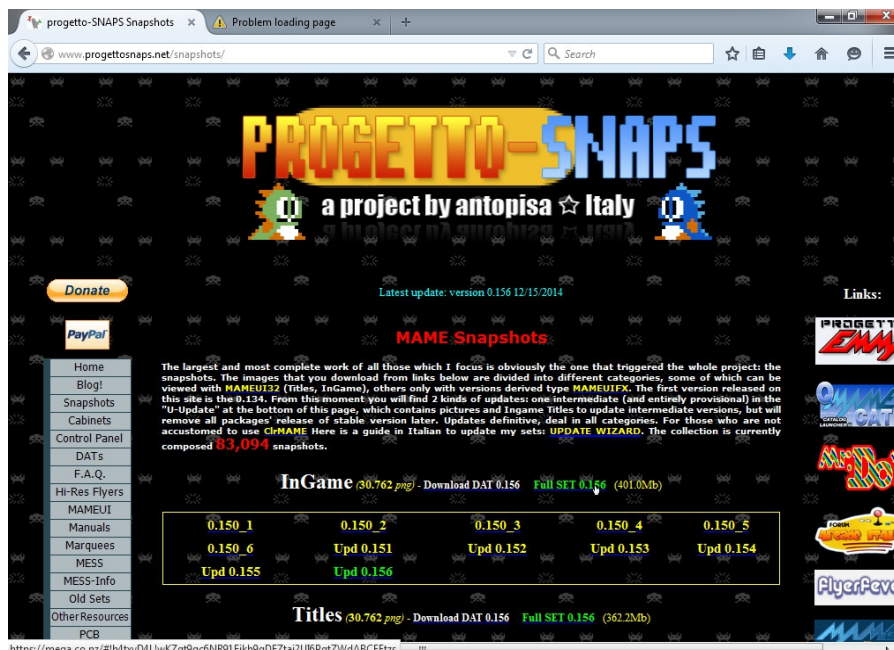 progetto-SNAPS Snapshots
Problem loading page
www.progettosnaps.net/snapshots/
Search
PROGETTO-SNAPS
a project by antopisa ☆ Italy
Donate
Latest update: version 0.156 12/15/2014
Links:
PayPal
MAME Snapshots
Home
Blog!
Snapshots
Cabinets
Control Panel
DATs
F.A.Q.
Hi-Res Flyers
MAMEUI
Manuals
Marquees
MESS
MESS-Info
Old Sets
Other Resources
PCB
The largest and most complete work of all those which I focus is obviously the one that triggered the whole project: the
snapshots. The images that you download from links below are divided into different categories, some of which can be
viewed with MAMEUI32 (Titles, InGame), others only with versions derived type MAMEUIFX. The first version released on
this site is the 0.134. From this moment you will find 2 kinds of updates: one intermediate (and entirely provisional) in the
"U-Update" at the bottom of this page, which contains pictures and Ingame Titles to update intermediate versions, but will
remove all packages' release of stable version later. Updates definitive, deal in all categories. For those who are not
accustomed to use ClrMAME Here is a guide in Italian to update my sets: UPDATE WIZARD. The collection is currently
composed 83,094 snapshots.
InGame (30.762 png) - Download DAT 0.156 Full SET 0.156 (401.0Mb)
0.150_1 0.150_2 0.150_3 0.150_4 0.150_5
0.150_6 Upd 0.151 Upd 0.152 Upd 0.153 Upd 0.154
Upd 0.155 Upd 0.156
Titles (30.762 png) - Download DAT 0.156 Full SET 0.156 (362.2Mb)
PROGETT
EMMY
CATALOG
LAUNCHER
CAT
Mr.Do
FORUM
FlyerFeve